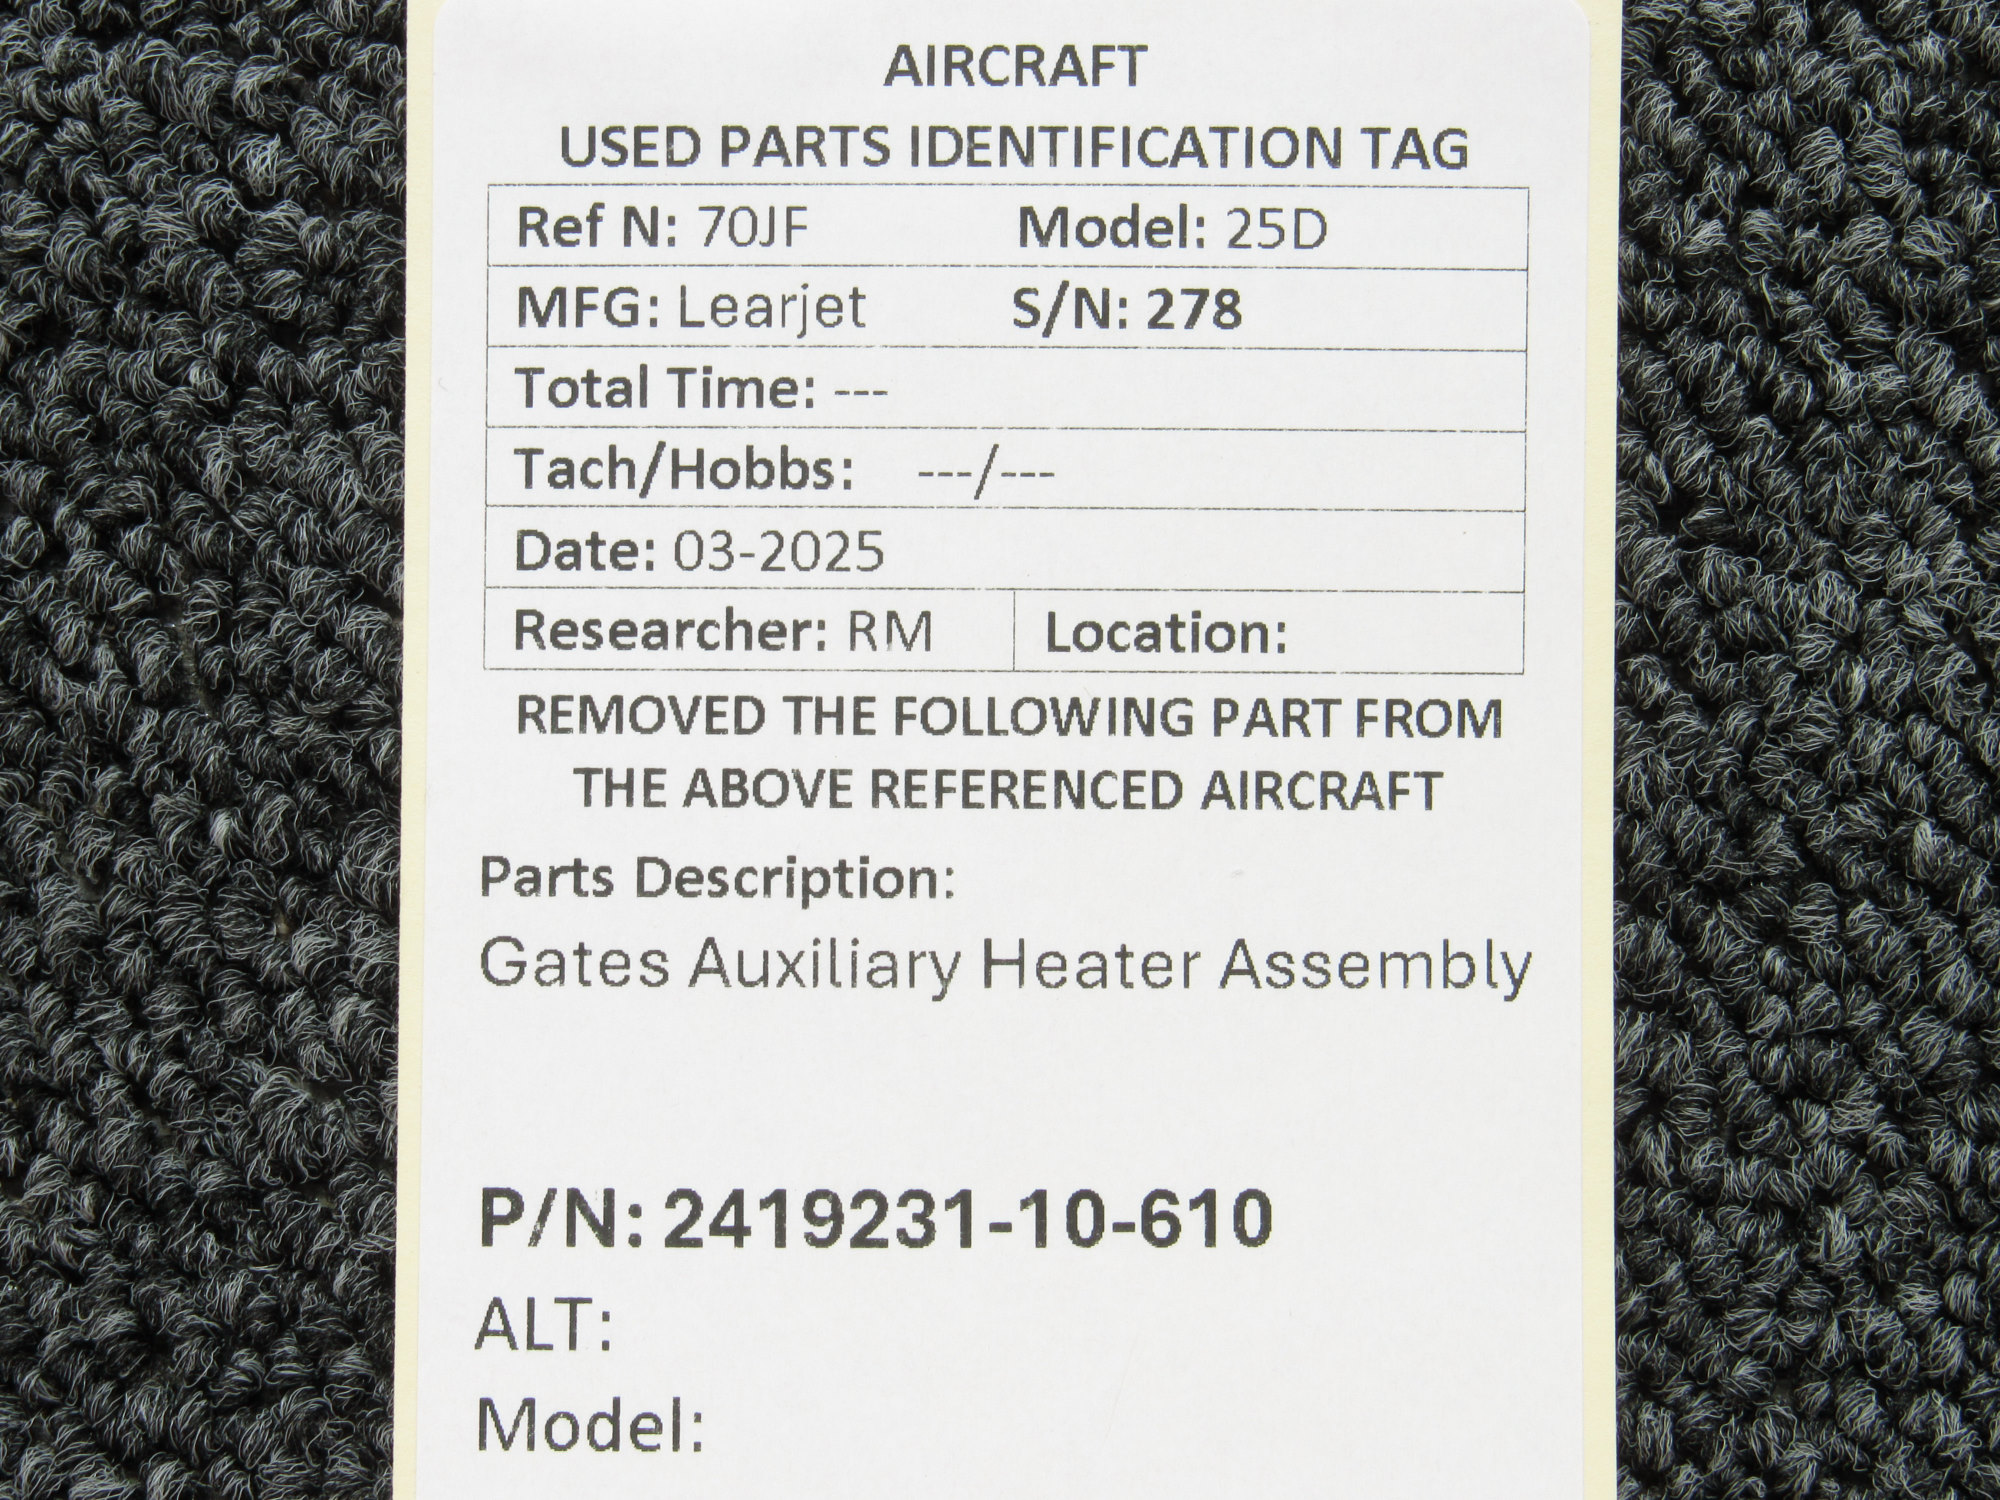 AIRCRAFT
USED PARTS IDENTIFICATION TAG
Ref N: 70JF Model: 25D
MFG: Learjet S/N: 278
Total Time: ---
Tach/Hobbs: ---/---
Date: 03-2025
Researcher: RM Location:
REMOVED THE FOLLOWING PART FROM
THE ABOVE REFERENCED AIRCRAFT
Parts Description:
Gates Auxiliary Heater Assembly
P/N: 2419231-10-610
ALT:
Model: